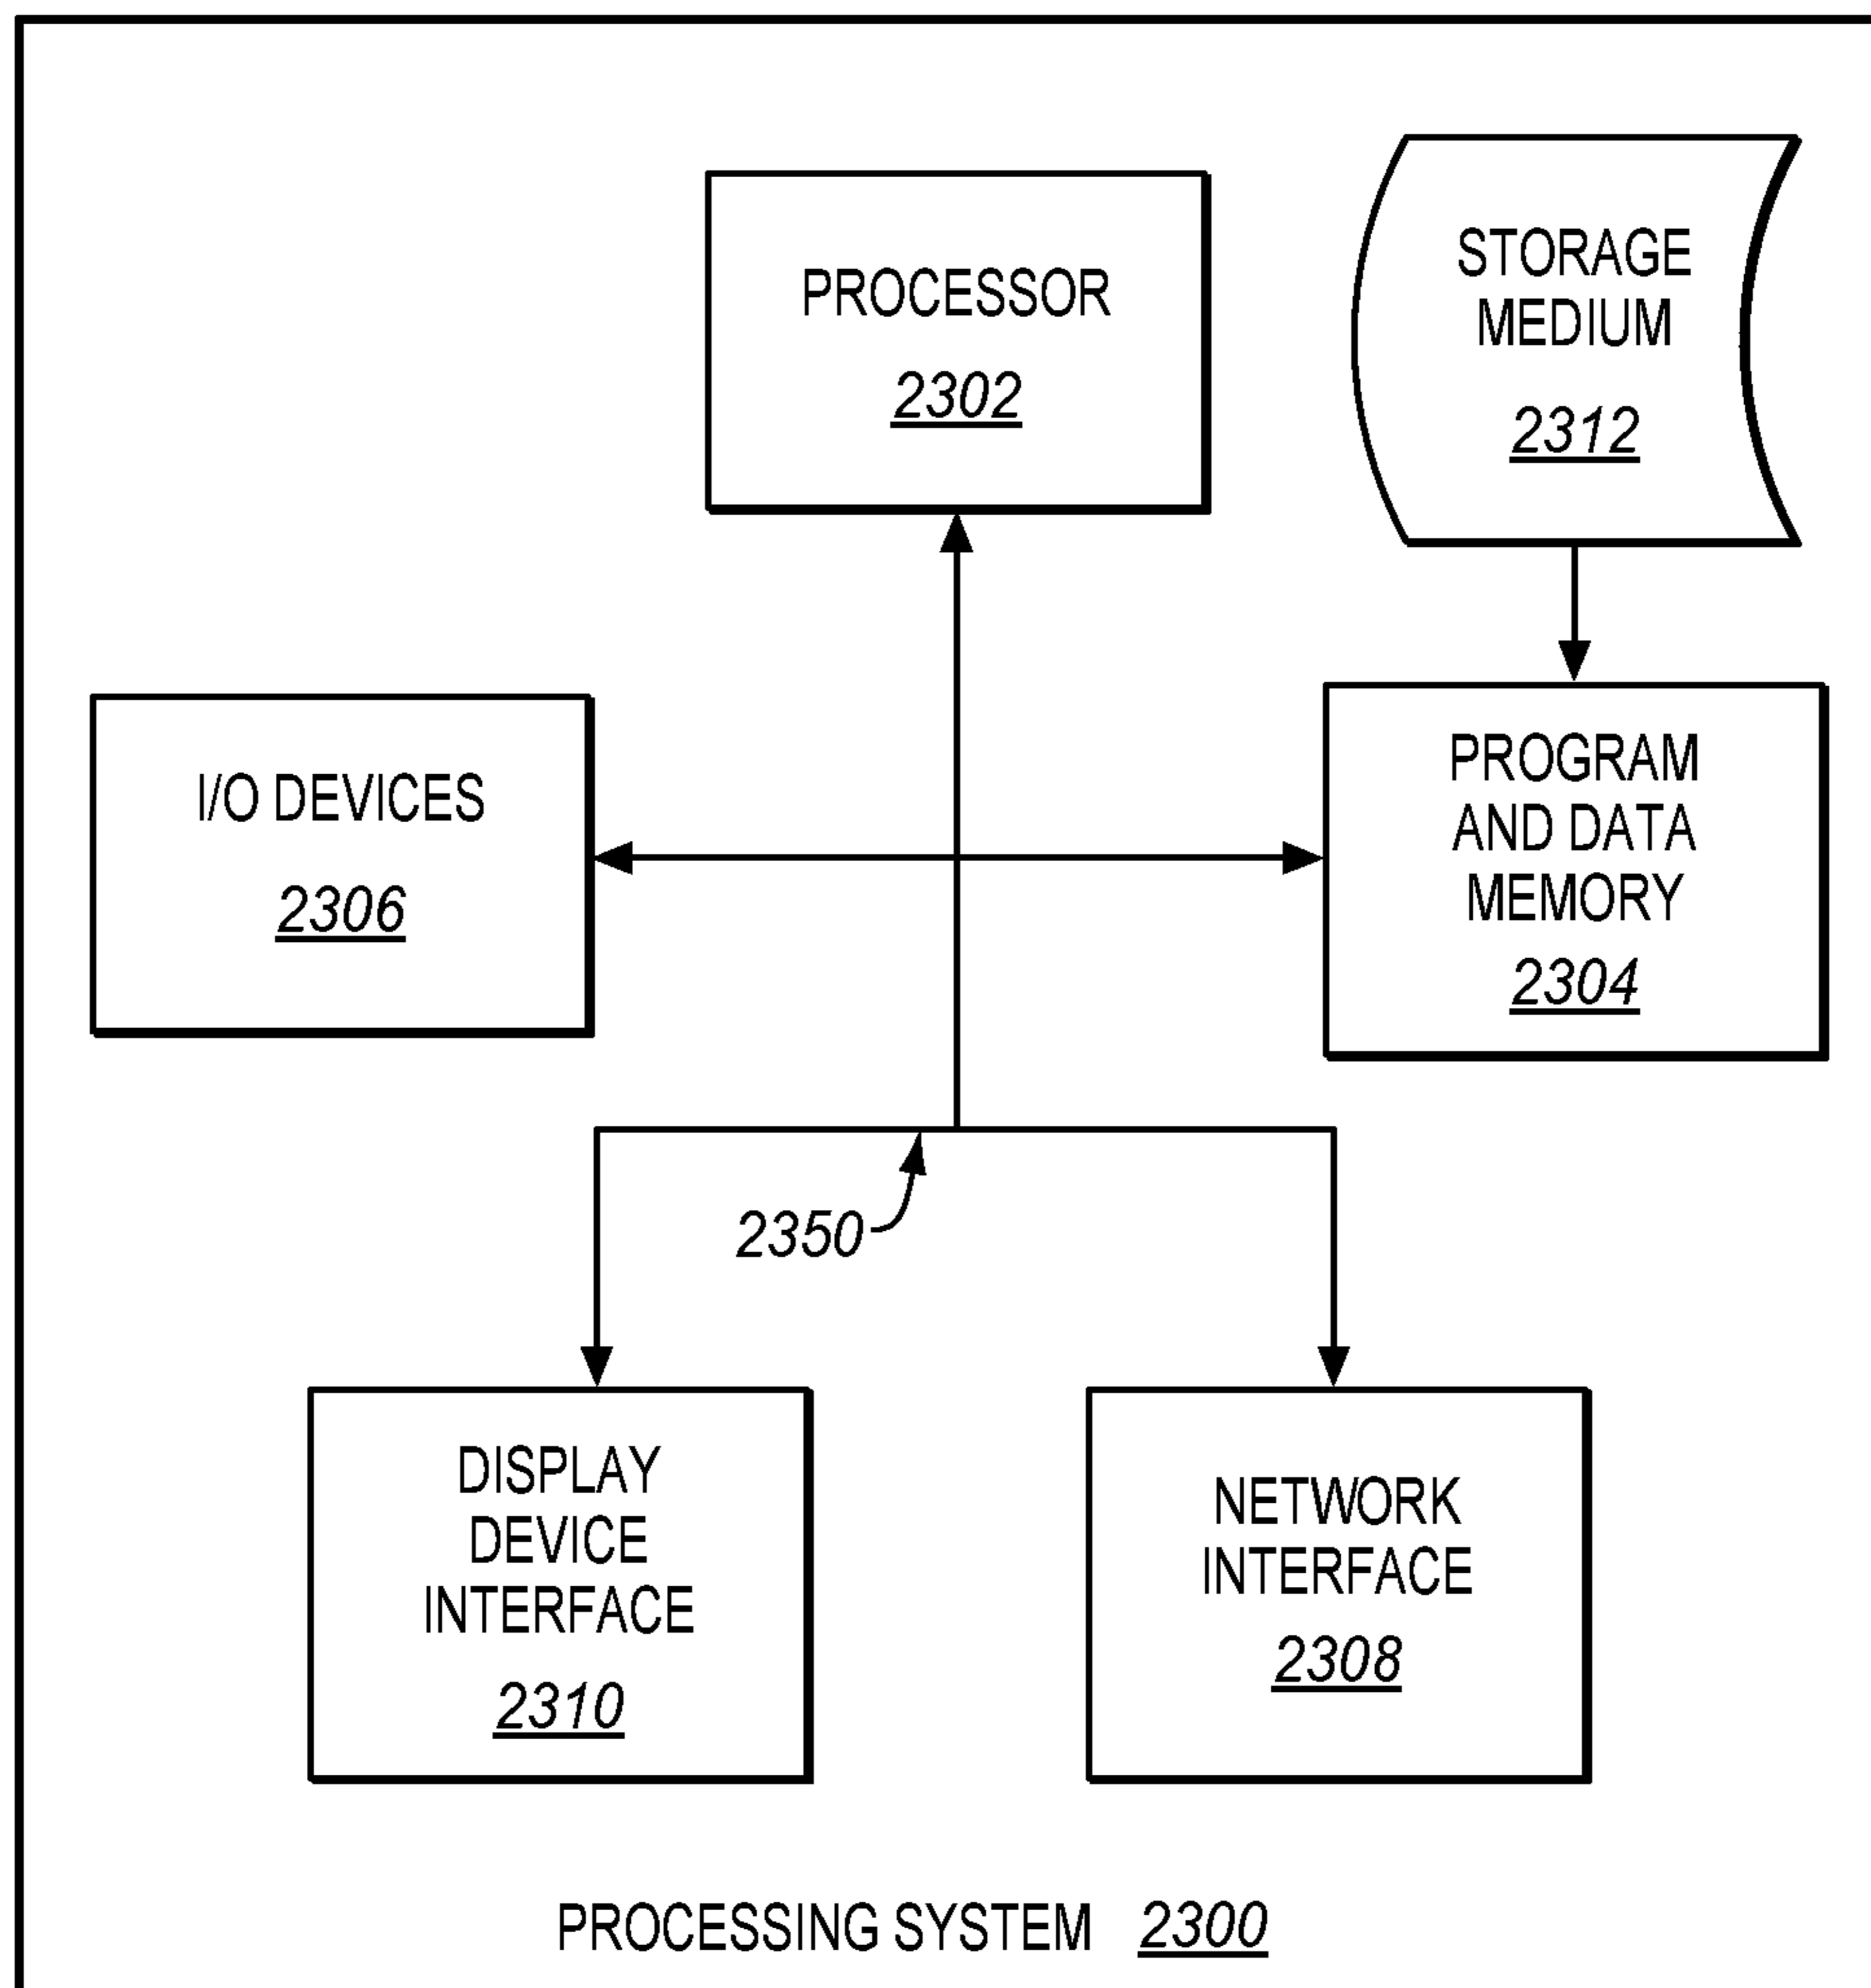 PROCESSOR
2302
STORAGE
MEDIUM
2312
I/O DEVICES
2306
PROGRAM
AND DATA
MEMORY
2304
2350
DISPLAY
DEVICE
INTERFACE
2310
NETWORK
INTERFACE
2308
PROCESSING SYSTEM 2300